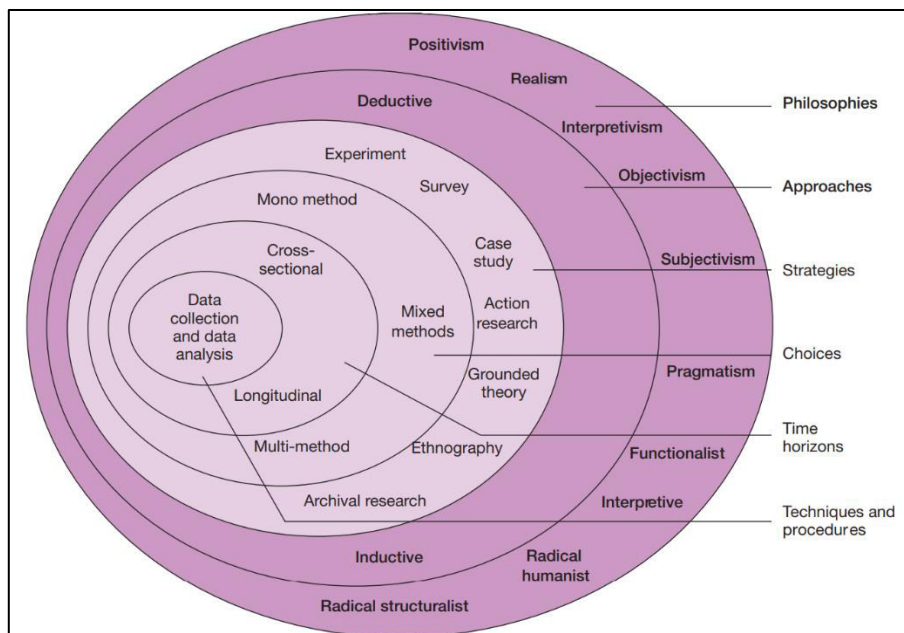 Positivism
Realism
Philosophies
Deductive
Interpretivism
Experiment
Objectivism
Approaches
Survey
Mono method
Cross-
sectional
Case
study
Subjectivism
Strategies
Data
collection
and data
analysis
Mixed
methods
Action
research
Choices
Grounded
theory
Pragmatism
Longitudinal
Time
horizons
Multi-method
Ethnography
Functionalist
Archival research
Interpretive
Techniques and
procedures
Inductive
Radical
humanist
Radical structuralist